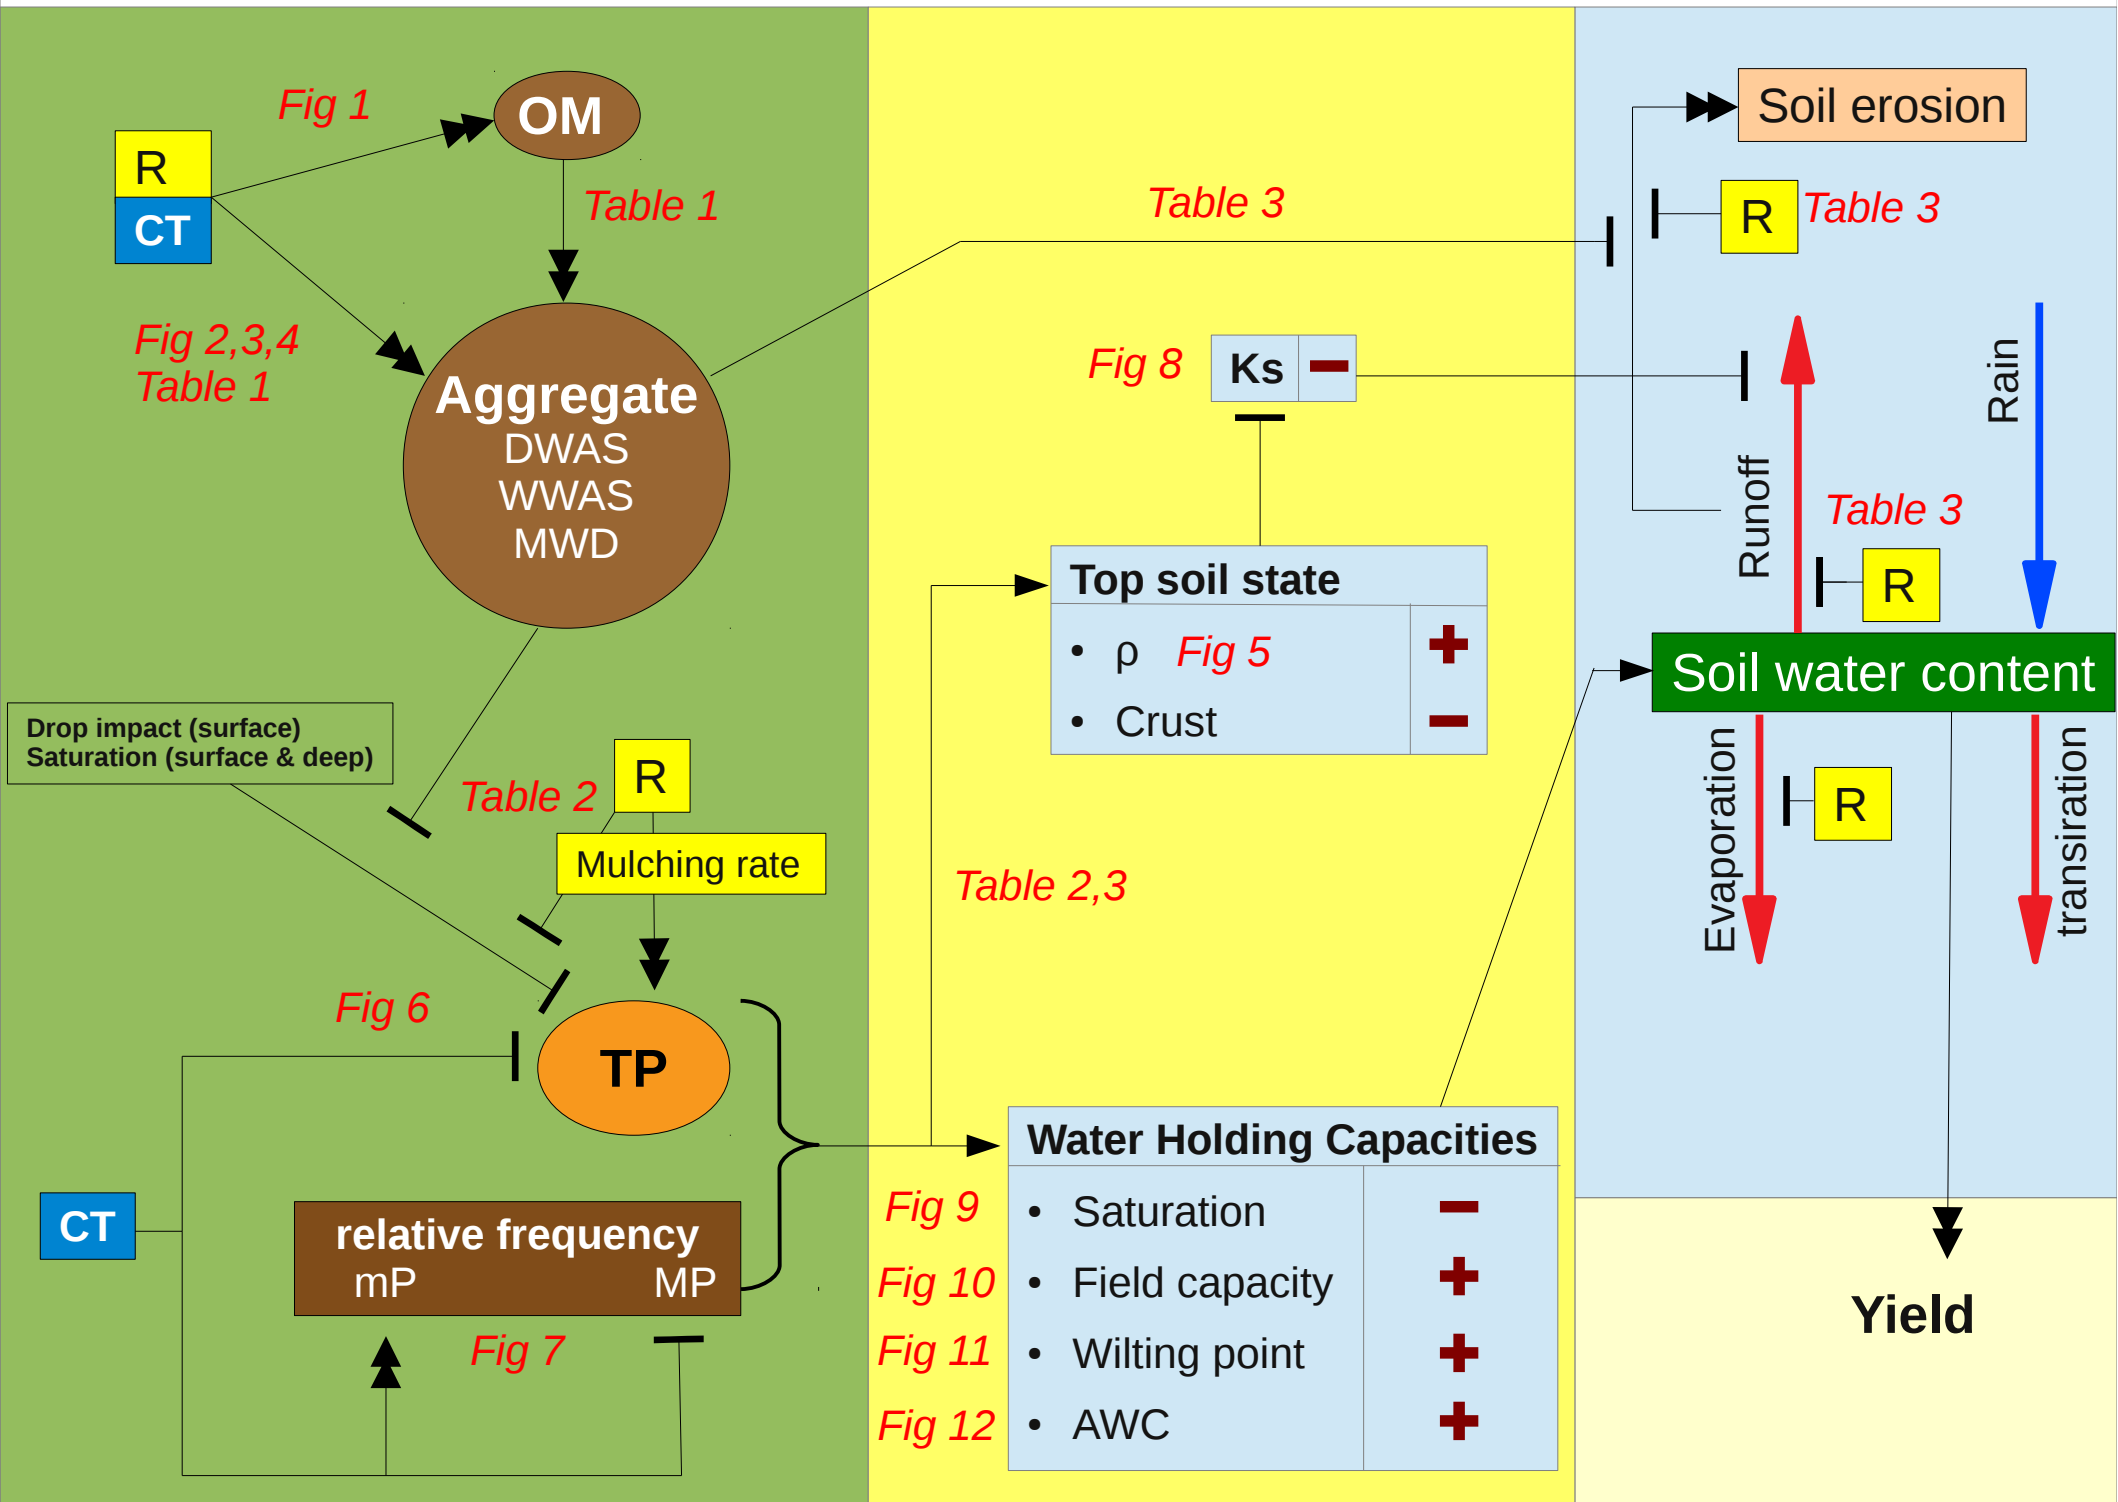 Fig 1
OM
R
CT
Table 1
Fig 2,3,4
Table 1
Aggregate
DWAS
WWAS
MWD
Drop impact (surface)
Saturation (surface & deep)
Table 2
R
Mulching rate
Fig 6
TP
CT
relative frequency
mP MP
Fig 7
Table 3
Fig 8
Ks
Top soil state
• ρ Fig 5
• Crust
Table 2,3
Water Holding Capacities
Fig 9 • Saturation
Fig 10 • Field capacity
Fig 11 • Wilting point
Fig 12 • AWC
Soil erosion
R
Table 3
Rain
Runoff
Table 3
R
Soil water content
Evaporation
R
transiration
Yield